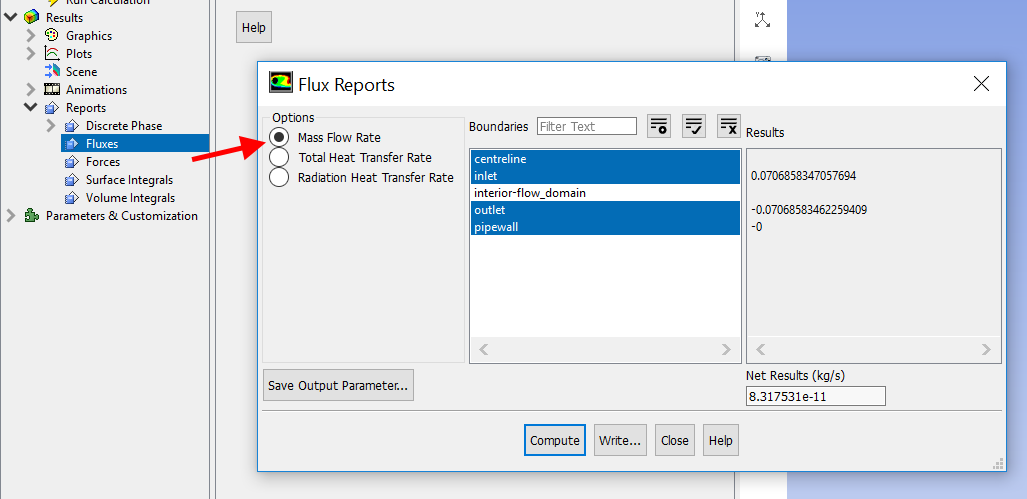 Run Calculation
Results
Graphics
Plots
Scene
Animations
Reports
Discrete Phase
Fluxes
Forces
Surface Integrals
Volume Integrals
Parameters & Customization
Help
Flux Reports
Options
Mass Flow Rate
Total Heat Transfer Rate
Radiation Heat Transfer Rate
Save Output Parameter...
Boundaries Filter Text
centreline
inlet
interior-flow_domain
outlet
pipewall
Results
0.0706858347057694
-0.07068583462259409
-0
Net Results (kg/s)
8.317531e-11
Compute Write... Close Help